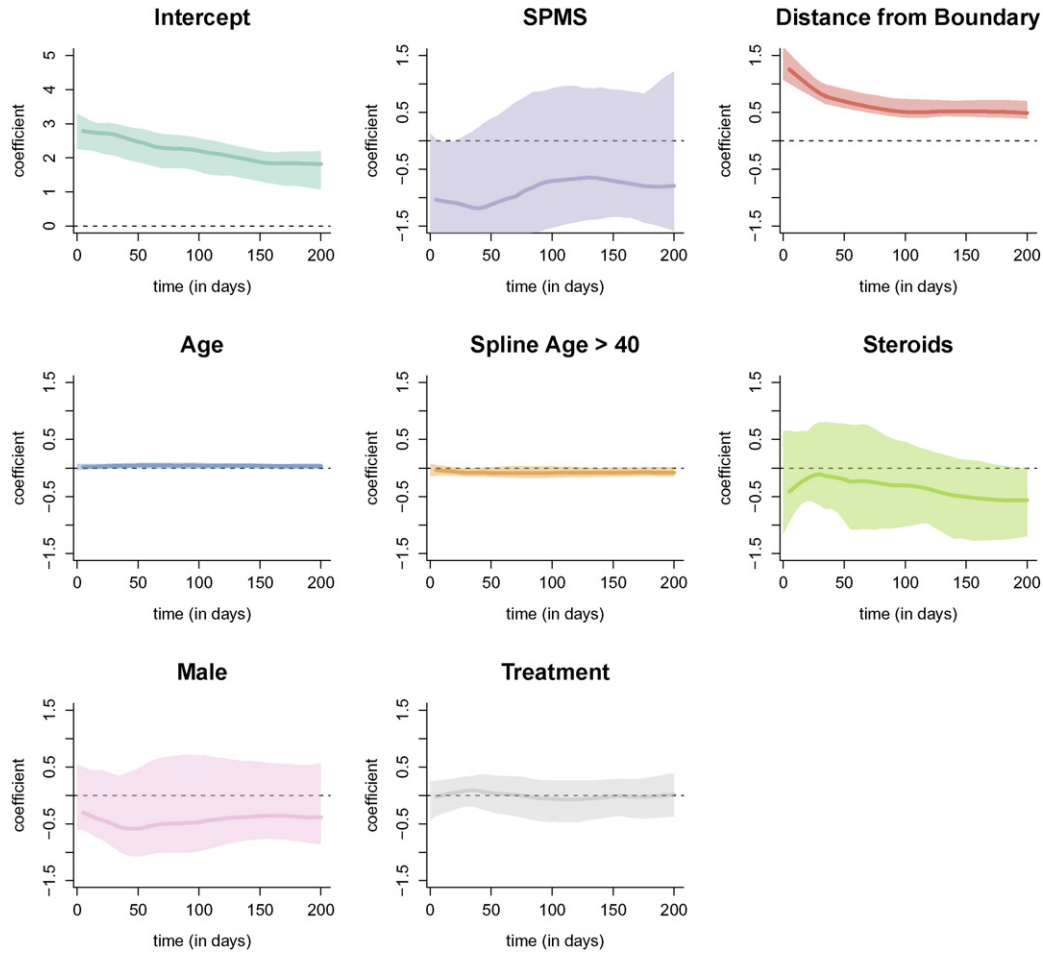 Intercept SPMS Distance from Boundary
coefficient
5
4
3
2
1
0
0 50 100 150 200
time (in days)
coefficient
1.5
0.5
−0.5
−1.5
0 50 100 150 200
time (in days)
coefficient
1.5
0.5
−0.5
−1.5
0 50 100 150 200
time (in days)
Age Spline Age > 40 Steroids
coefficient
1.5
0.5
−0.5
−1.5
0 50 100 150 200
time (in days)
coefficient
1.5
0.5
−0.5
−1.5
0 50 100 150 200
time (in days)
coefficient
1.5
0.5
−0.5
−1.5
0 50 100 150 200
time (in days)
Male Treatment
coefficient
1.5
0.5
−0.5
−1.5
0 50 100 150 200
time (in days)
coefficient
1.5
0.5
−0.5
−1.5
0 50 100 150 200
time (in days)